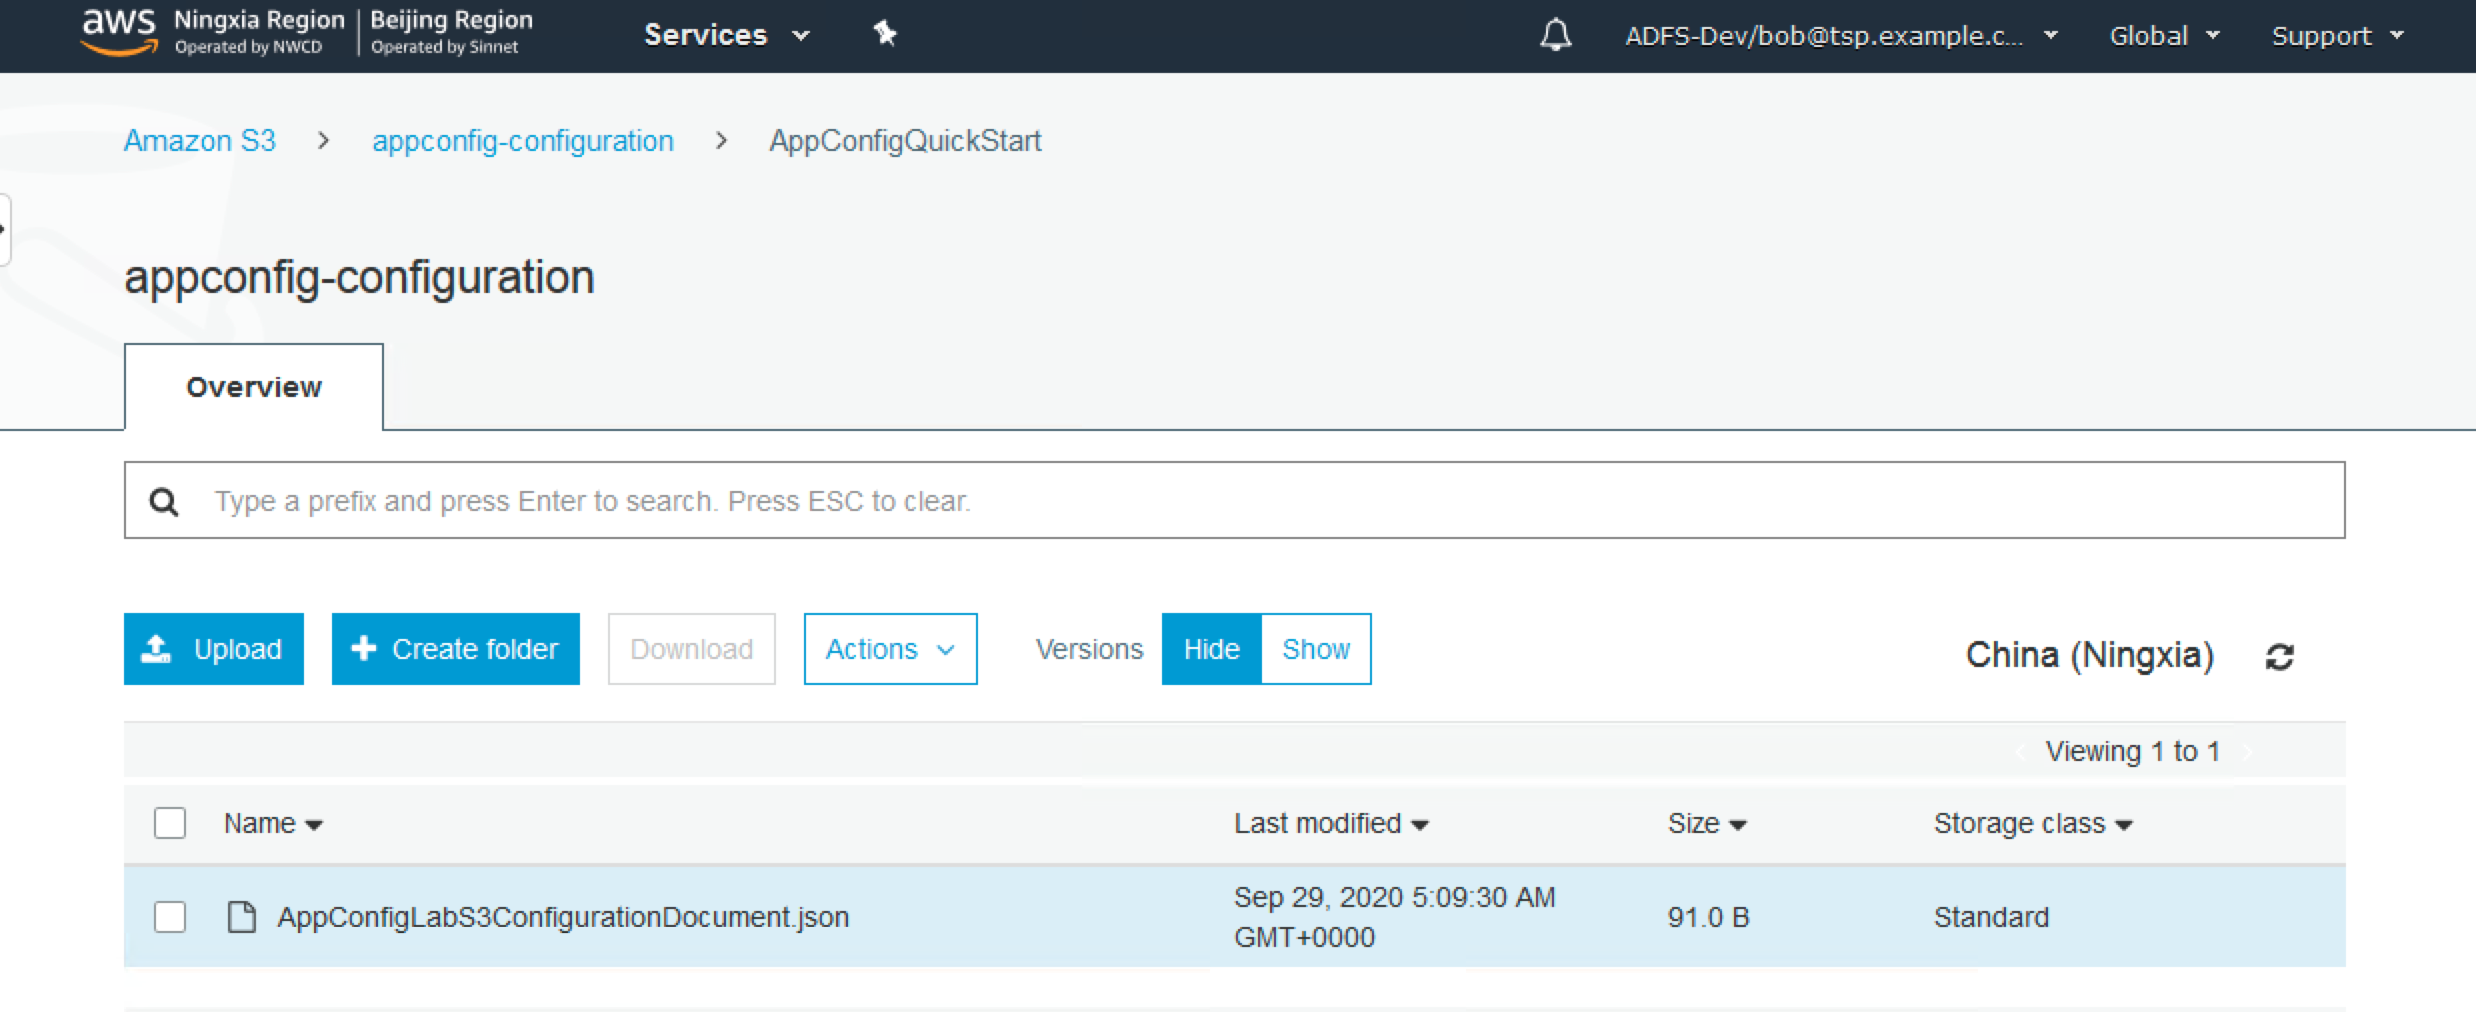 aws Ningxia Region Beijing Region Services ADFS-Dev/bob@tsp.example.c... Global Support
Operated by NWCD Operated by Sinnet
Amazon S3 > appconfig-configuration > AppConfigQuickStart
appconfig-configuration
Overview
Type a prefix and press Enter to search. Press ESC to clear.
Upload Create folder Download Actions Versions Hide Show China (Ningxia)
Viewing 1 to 1
Name Last modified Size Storage class
AppConfigLabS3ConfigurationDocument.json Sep 29, 2020 5:09:30 AM 91.0 B Standard
GMT+0000